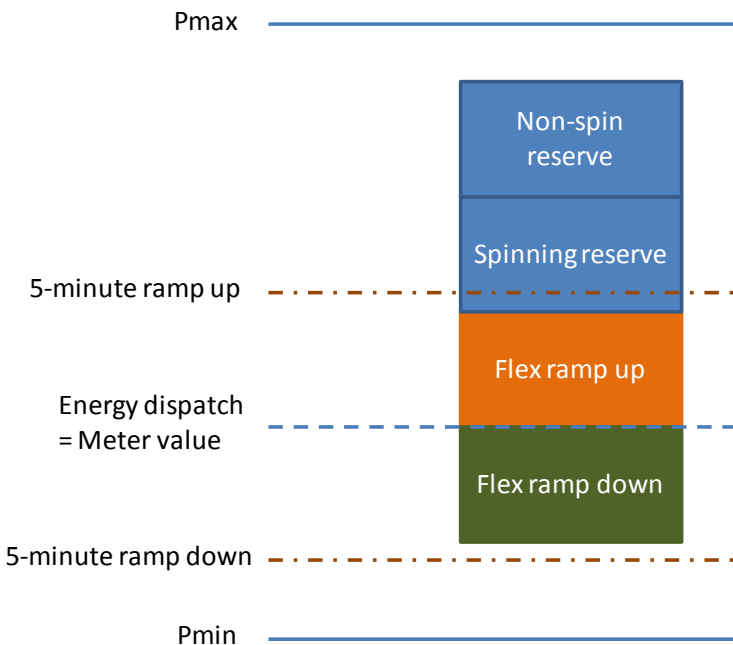 Pmax
Non-spin
reserve
Spinning reserve
5-minute ramp up
Flex ramp up
Energy dispatch
= Meter value
Flex ramp down
5-minute ramp down
Pmin